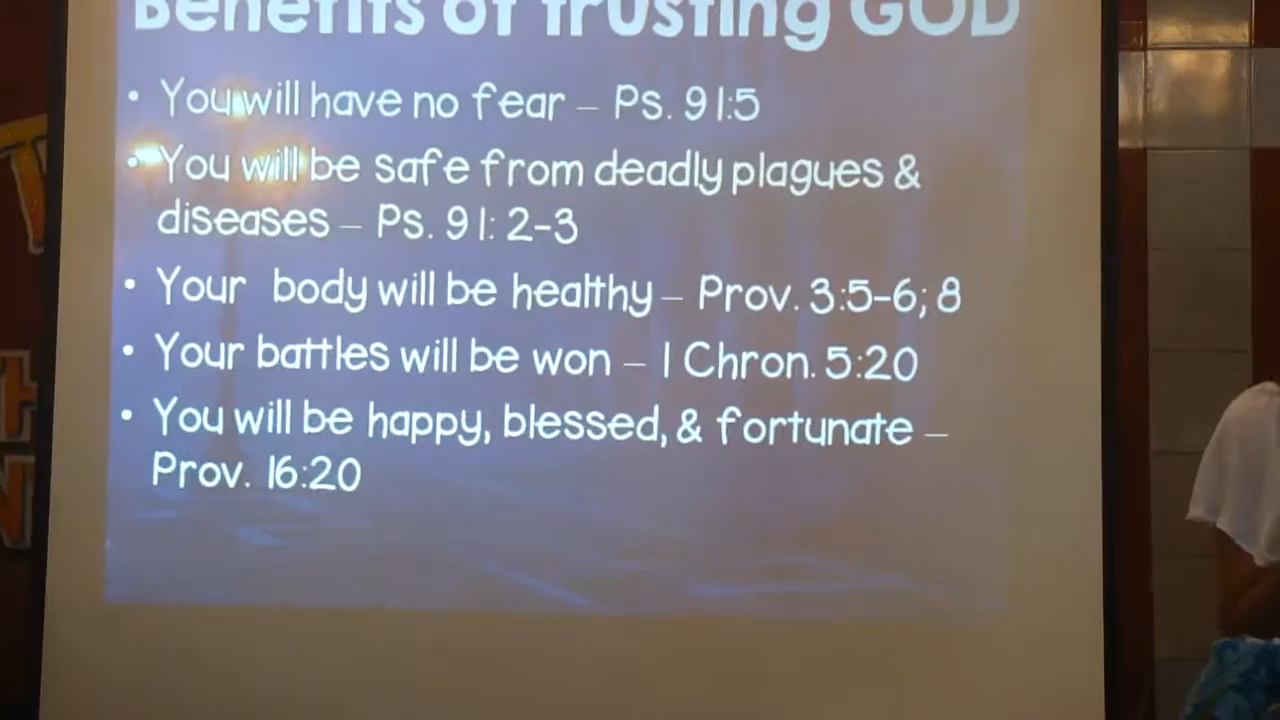 Benefits of trusting GOD
• You will have no fear – Ps. 91:5
• You will be safe from deadly plagues &
diseases – Ps. 91: 2-3
• Your body will be healthy – Prov. 3:5-6; 8
• Your battles will be won – 1 Chron. 5:20
• You will be happy, blessed, & fortunate –
Prov. 16:20